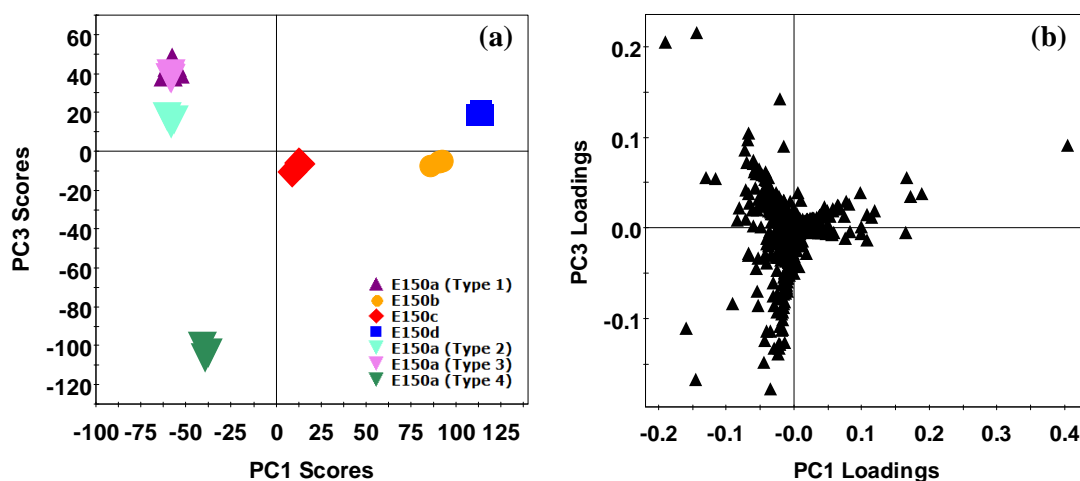 (a)
60
40
20
0
-20
-40
-60
-80
-100
-120
PC3 Scores
E150a (Type 1)
E150b
E150c
E150d
E150a (Type 2)
E150a (Type 3)
E150a (Type 4)
-100 -75 -50 -25 0 25 50 75 100 125
PC1 Scores
(b)
0.2
0.1
0.0
-0.1
PC3 Loadings
-0.2 -0.1 -0.0 0.1 0.2 0.3 0.4
PC1 Loadings